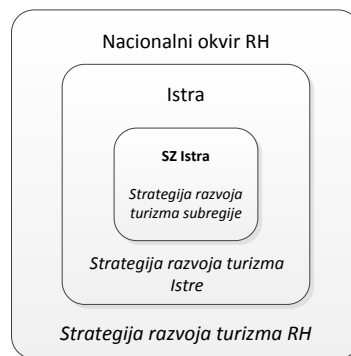 Nacionalni okvir RH
Istra
SZ Istra
Strategija razvoja
turizma subregije
Strategija razvoja turizma
Istre
Strategija razvoja turizma RH